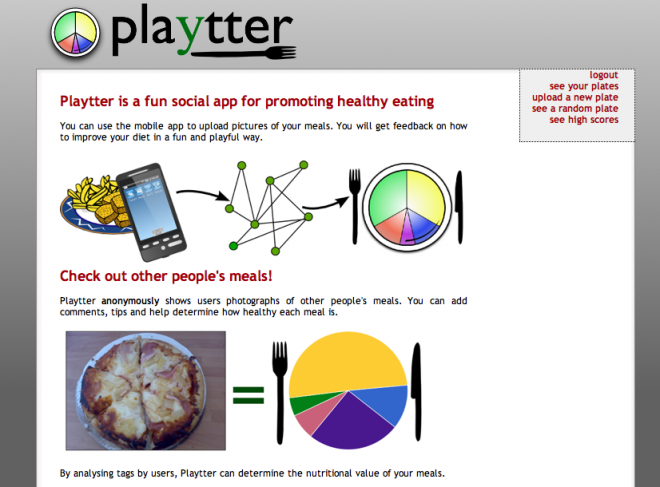 playtter
logout
see your plates
upload a new plate
see a random plate
see high scores
Playtter is a fun social app for promoting healthy eating
You can use the mobile app to upload pictures of your meals. You will get feedback on how
to improve your diet in a fun and playful way.
Check out other people's meals!
Playtter anonymously shows users photographs of other people's meals. You can add
comments, tips and help determine how healthy each meal is.
=
By analysing tags by users, Playtter can determine the nutritional value of your meals.